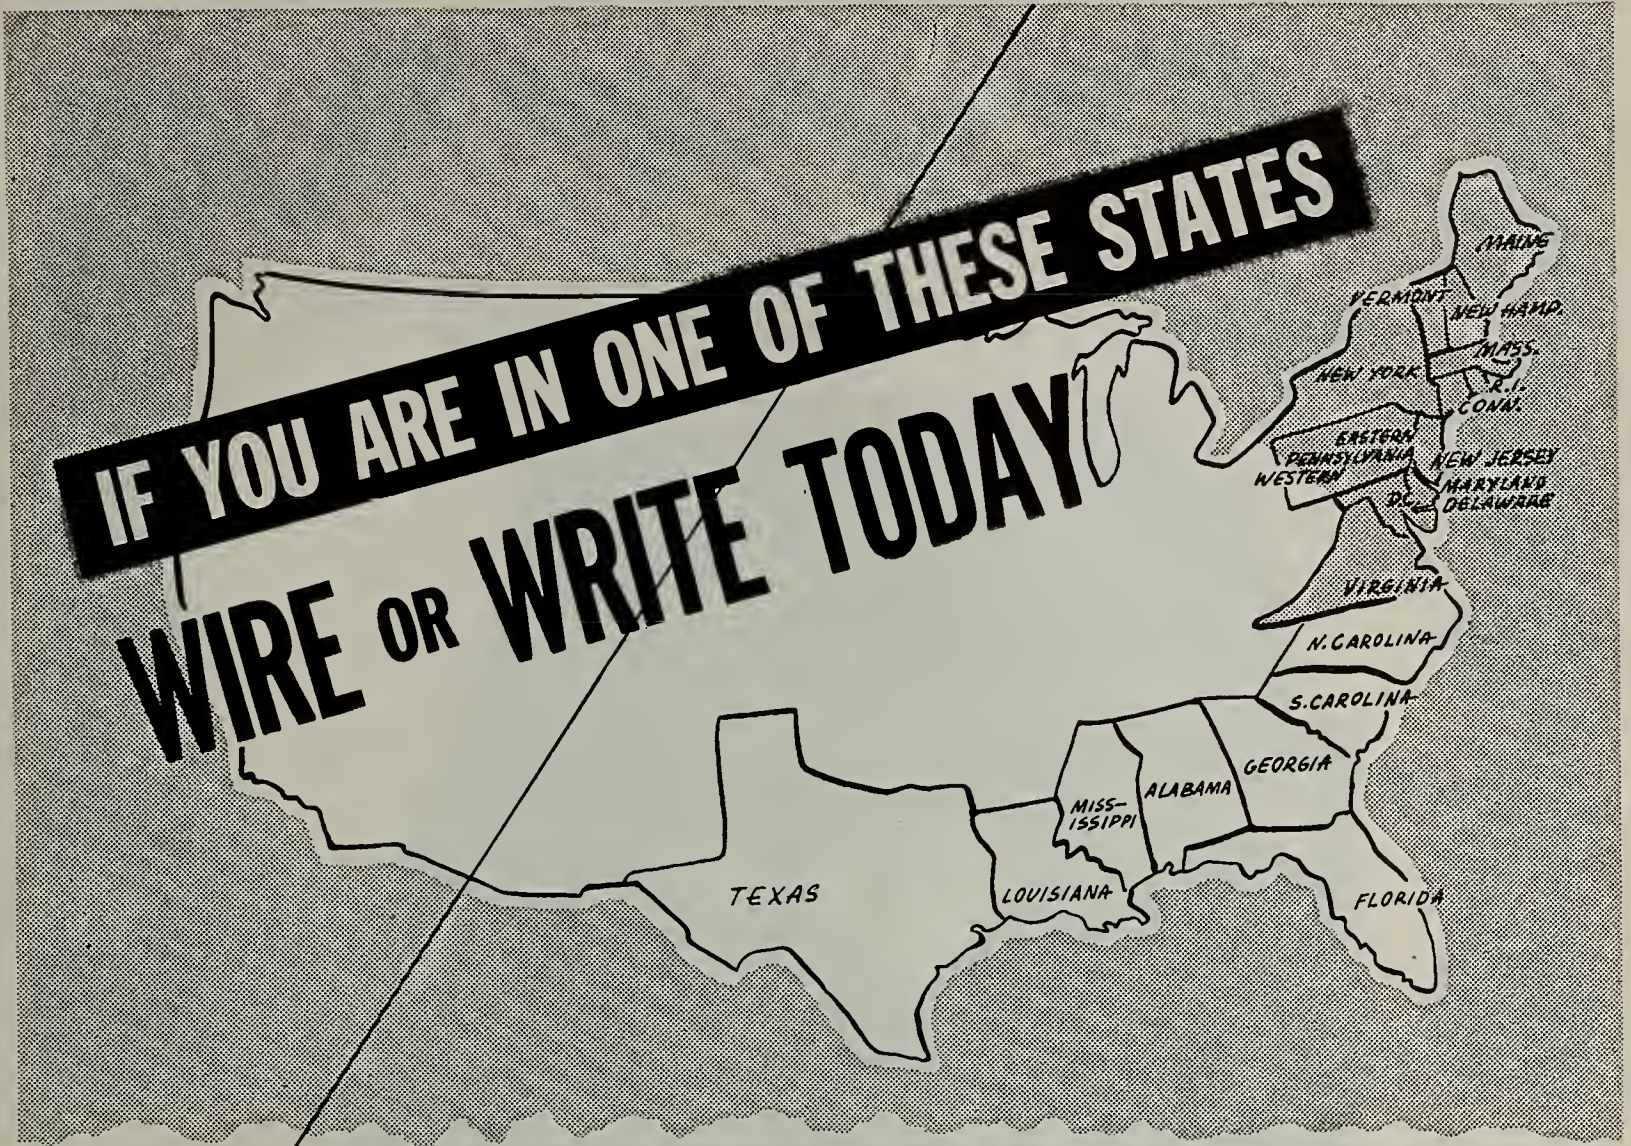 IF YOU ARE IN ONE OF THESE STATES
WIRE OR WRITE TODAY
MAINE
VERMONT
NEW HAMP.
MASS.
NEW YORK
R.I.
CONN.
EASTERN
PENNSYLVANIA
WESTERN
NEW JERSEY
MARYLAND
D.C.
DELAWARE
VIRGINIA
N. CAROLINA
S. CAROLINA
GEORGIA
ALABAMA
MISS-
ISSIPPI
LOUISIANA
TEXAS
FLORIDA